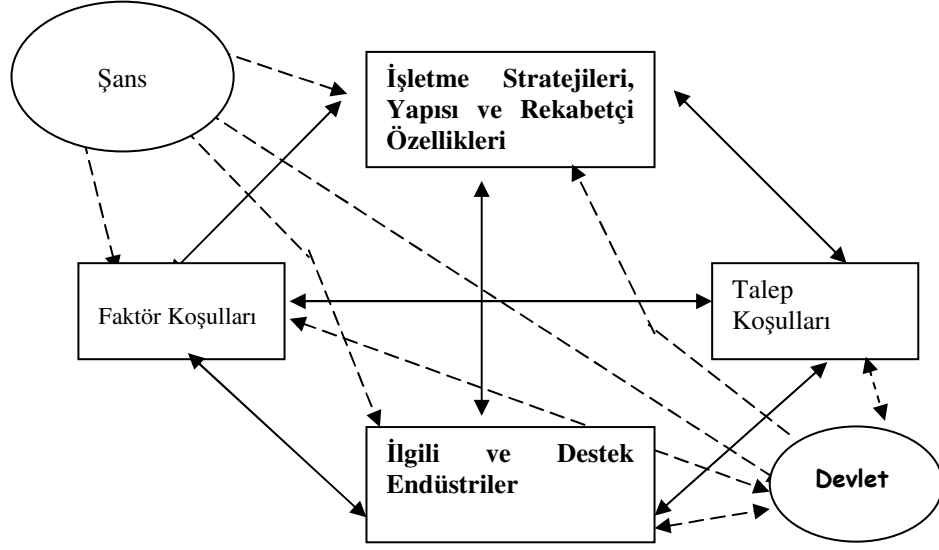 Şans
İşletme Stratejileri,
Yapısı ve Rekabetçi
Özellikleri
Faktör Koşulları
Talep
Koşulları
İlgili ve Destek
Endüstriler
Devlet